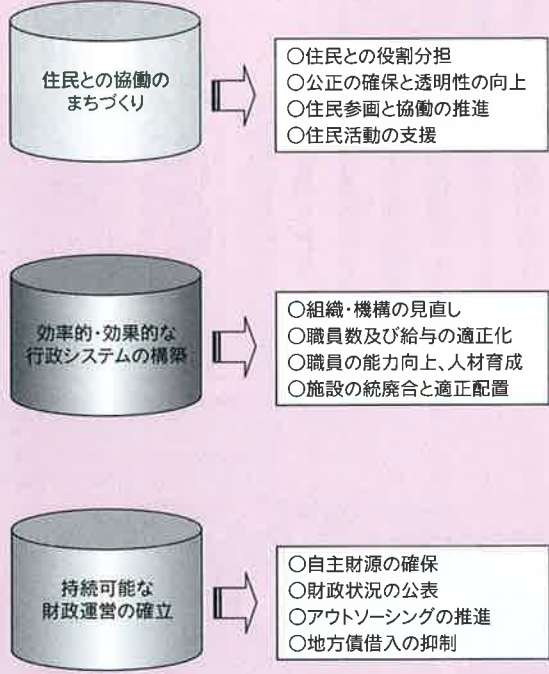 住民との協働の
まちづくり
○住民との役割分担
○公正の確保と透明性の向上
○住民参画と協働の推進
○住民活動の支援
効率的・効果的な
行政システムの構築
○組織・機構の見直し
○職員数及び給与の適正化
○職員の能力向上、人材育成
○施設の統廃合と適正配置
持続可能な
財政運営の確立
○自主財源の確保
○財政状況の公表
○アウトソーシングの推進
○地方債借入の抑制